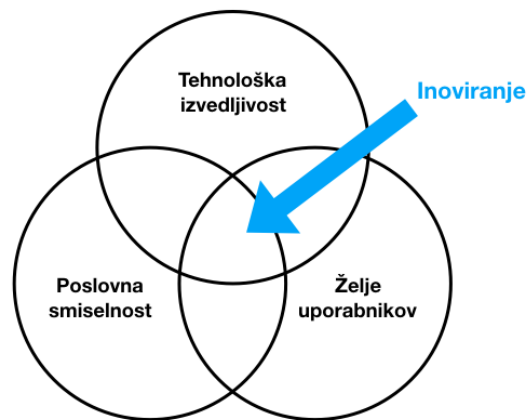 Tehnološka
izvedljivost
Inoviranje
Poslovna
smiselnost
Želje
uporabnikov